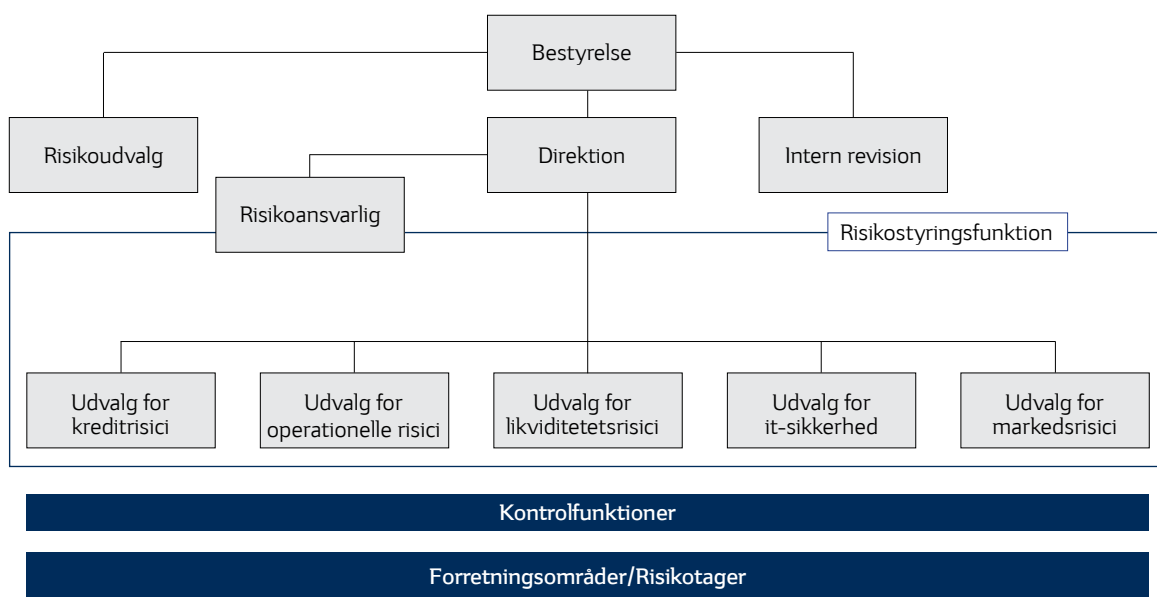 Bestyrelse
Risikoudvalg
Direktion
Intern revision
Risikoansvarlig
Risikostyringsfunktion
Udvalg for
kreditrisici
Udvalg for
operationelle risici
Udvalg for
likviditetetsrisici
Udvalg for
it-sikkerhed
Udvalg for
markedsrisici
Kontrolfunktioner
Forretningsområder/Risikotager